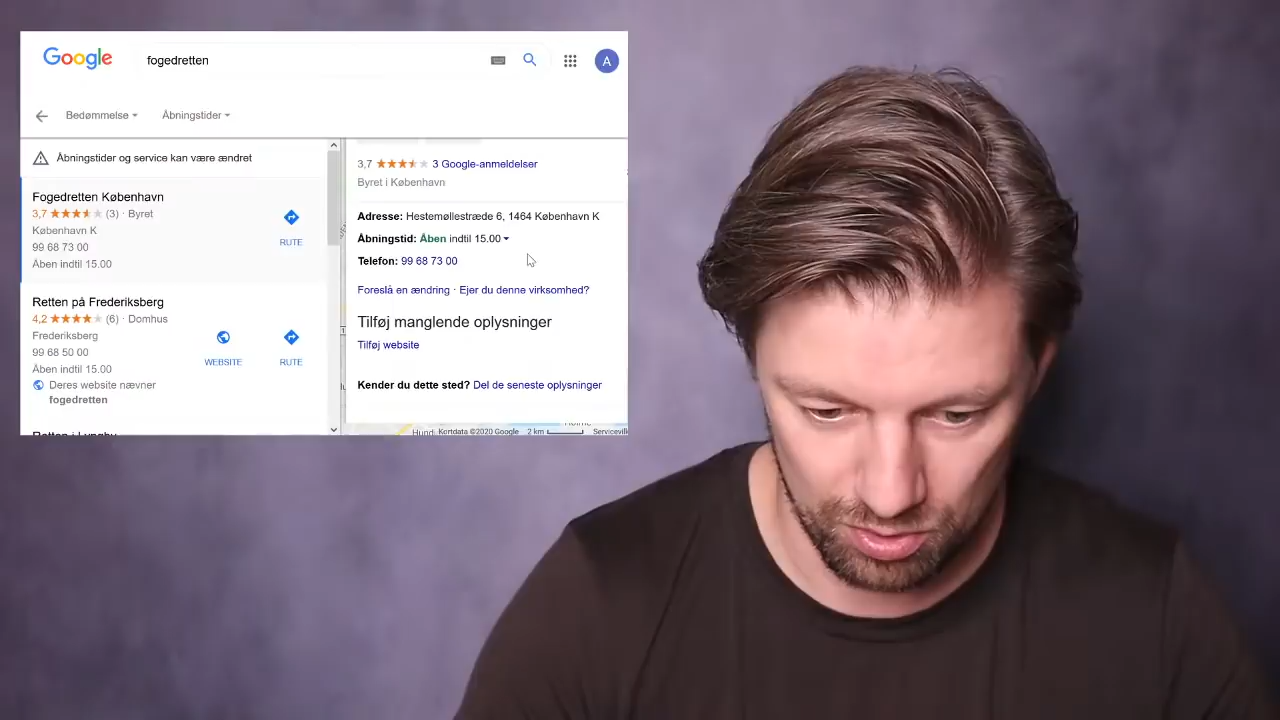 Google
fogedretten
A
Bedømmelse
Åbningstider
Åbningstider og service kan være ændret
Fogedretten København
3,7 (3) · Byret
København K
99 68 73 00
Åben indtil 15.00
RUTE
Retten på Frederiksberg
4,2 (6) · Domhus
Frederiksberg
99 68 50 00
Åben indtil 15.00
Deres website nævner
fogedretten
WEBSITE
RUTE
3,7 3 Google-anmeldelser
Byret i København
Adresse: Hestemøllestræde 6, 1464 København K
Åbningstid: Åben indtil 15.00
Telefon: 99 68 73 00
Foreslå en ændring · Ejer du denne virksomhed?
Tilføj manglende oplysninger
Tilføj website
Kender du dette sted? Del de seneste oplysninger
Kortdata ©2020 Google 2 km